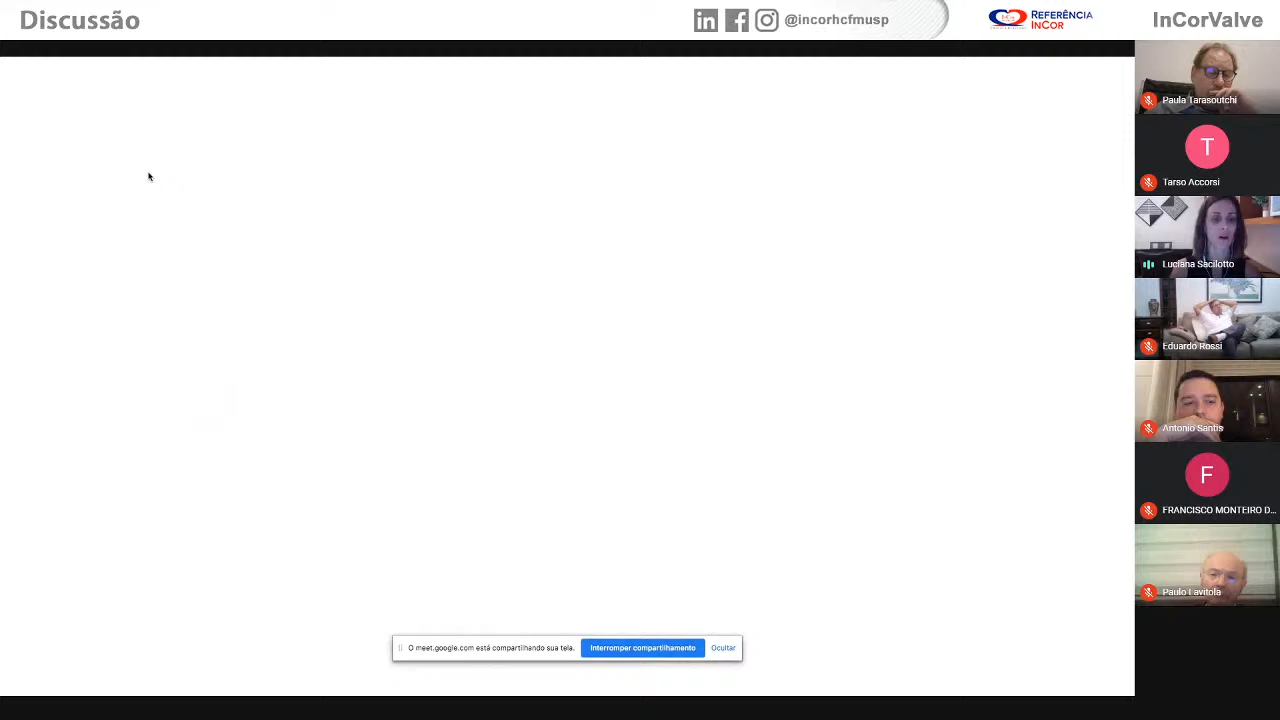 Discussão
@incorhcfmusp
REFERÊNCIA
INCOR
InCorValve
Paula Tarasoutchi
T
Tarso Accorsi
Luciana Sacilotto
Eduardo Rossi
Antonio Santis
F
FRANCISCO MONTEIRO D...
Paulo Lavitola
O meet.google.com está compartilhando sua tela.
Interromper compartilhamento
Ocultar